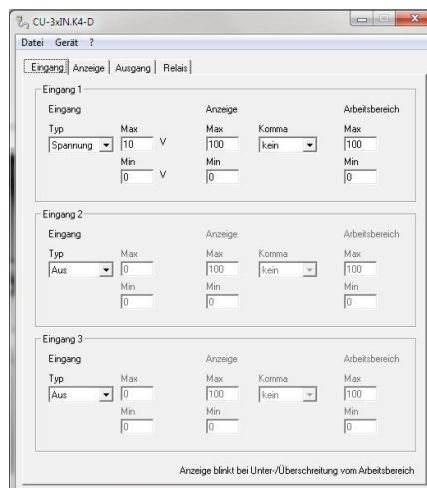 CU-3xIN.K4-D
Datei Gerät ?
Eingang Anzeige Ausgang Relais
Eingang 1
Eingang Anzeige Arbeitsbereich
Typ Max Max Komma Max
Spannung 10 V 100 kein 100
Min Min Min
0 V 0 0
Eingang 2
Eingang Anzeige Arbeitsbereich
Typ Max Max Komma Max
Aus 0 100 kein 100
Min Min Min
0 0 0
Eingang 3
Eingang Anzeige Arbeitsbereich
Typ Max Max Komma Max
Aus 0 100 kein 100
Min Min Min
0 0 0
Anzeige blinkt bei Unter-/Überschreitung vom Arbeitsbereich